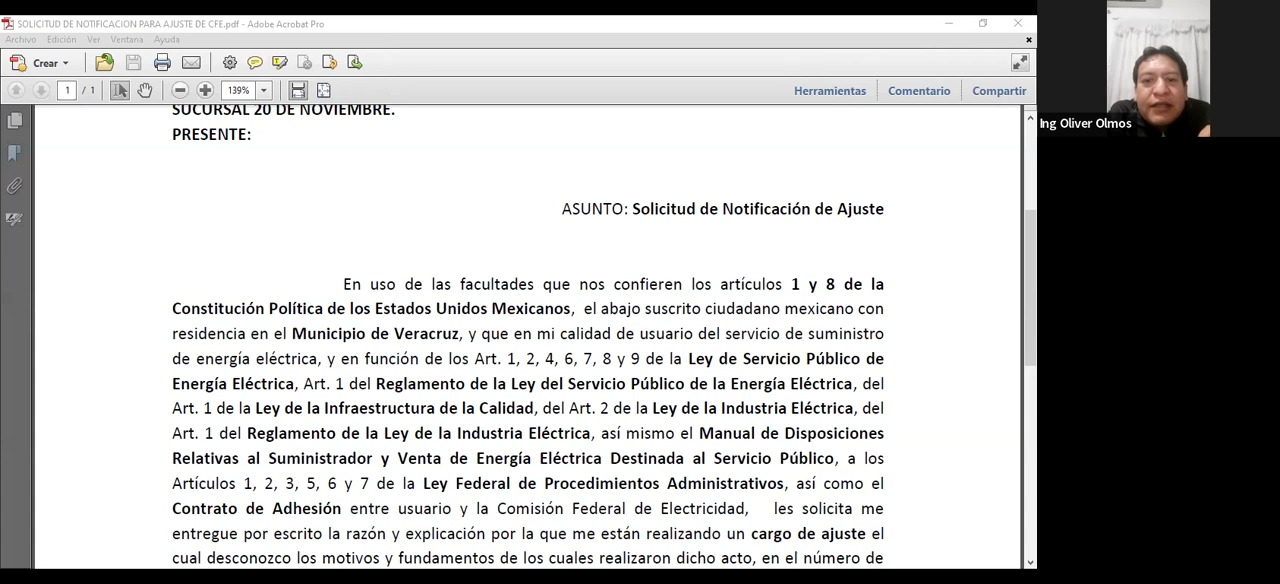 SOLICITUD DE NOTIFICACION PARA AJUSTE DE CFE.pdf - Adobe Acrobat Pro
Archivo Edición Ver Ventana Ayuda
Crear
1 / 1 139% Herramientas Comentario Compartir
SUCURSAL 20 DE NOVIEMBRE.
PRESENTE:
ASUNTO: Solicitud de Notificación de Ajuste
En uso de las facultades que nos confieren los artículos 1 y 8 de la
Constitución Política de los Estados Unidos Mexicanos, el abajo suscrito ciudadano mexicano con
residencia en el Municipio de Veracruz, y que en mi calidad de usuario del servicio de suministro
de energía eléctrica, y en función de los Art. 1, 2, 4, 6, 7, 8 y 9 de la Ley de Servicio Público de
Energía Eléctrica, Art. 1 del Reglamento de la Ley del Servicio Público de la Energía Eléctrica, del
Art. 1 de la Ley de la Infraestructura de la Calidad, del Art. 2 de la Ley de la Industria Eléctrica, del
Art. 1 del Reglamento de la Ley de la Industria Eléctrica, así mismo el Manual de Disposiciones
Relativas al Suministrador y Venta de Energía Eléctrica Destinada al Servicio Público, a los
Artículos 1, 2, 3, 5, 6 y 7 de la Ley Federal de Procedimientos Administrativos, así como el
Contrato de Adhesión entre usuario y la Comisión Federal de Electricidad, les solicita me
entregue por escrito la razón y explicación por la que me están realizando un cargo de ajuste el
cual desconozco los motivos y fundamentos de los cuales realizaron dicho acto, en el número de
Ing Oliver Olmos